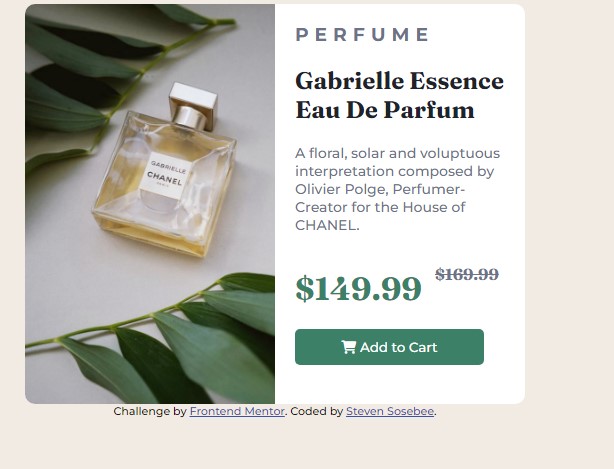 GABRIELLE
CHANEL
PERFUME
Gabrielle Essence
Eau De Parfum
A floral, solar and voluptuous
interpretation composed by
Olivier Polge, Perfumer-
Creator for the House of
CHANEL.
$149.99 $169.99
Add to Cart
Challenge by Frontend Mentor. Coded by Steven Sosebee.